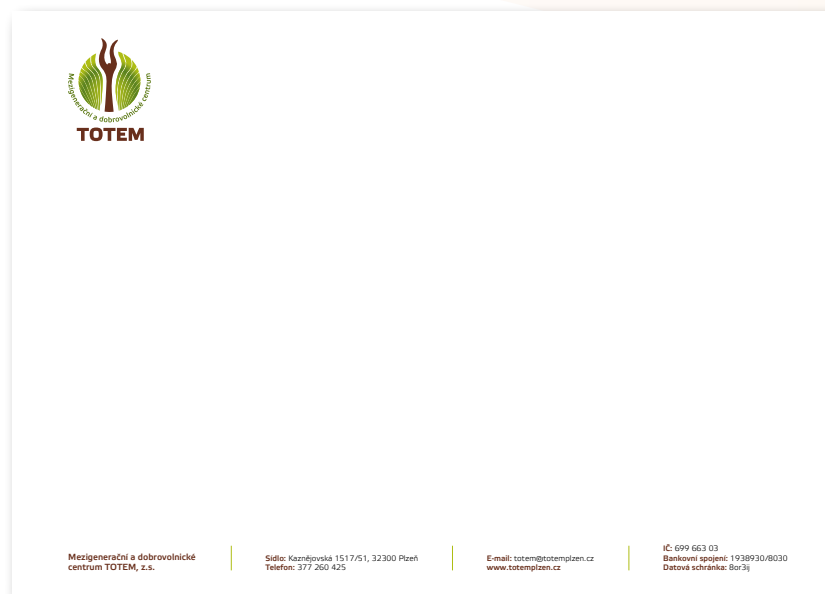 Mezigenerační a dobrovolnické centrum
TOTEM
Mezigenerační a dobrovolnické
centrum TOTEM, z.s.
Sídlo: Kaznějovská 1517/51, 32300 Plzeň
Telefon: 377 260 425
E-mail: totem@totemplzen.cz
www.totemplzen.cz
IČ: 699 663 03
Bankovní spojení: 1938930/8030
Datová schránka: 8or3ij